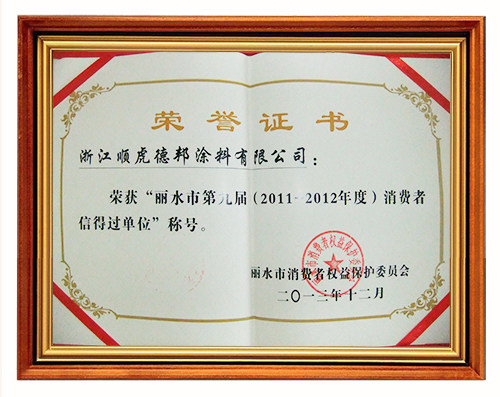 荣誉证书
浙江顺虎德邦涂料有限公司：
荣获“丽水市第九届（2011-2012年度）消费者
信得过单位”称号。
丽水市消费者权益保护委员会
二〇一三年十二月